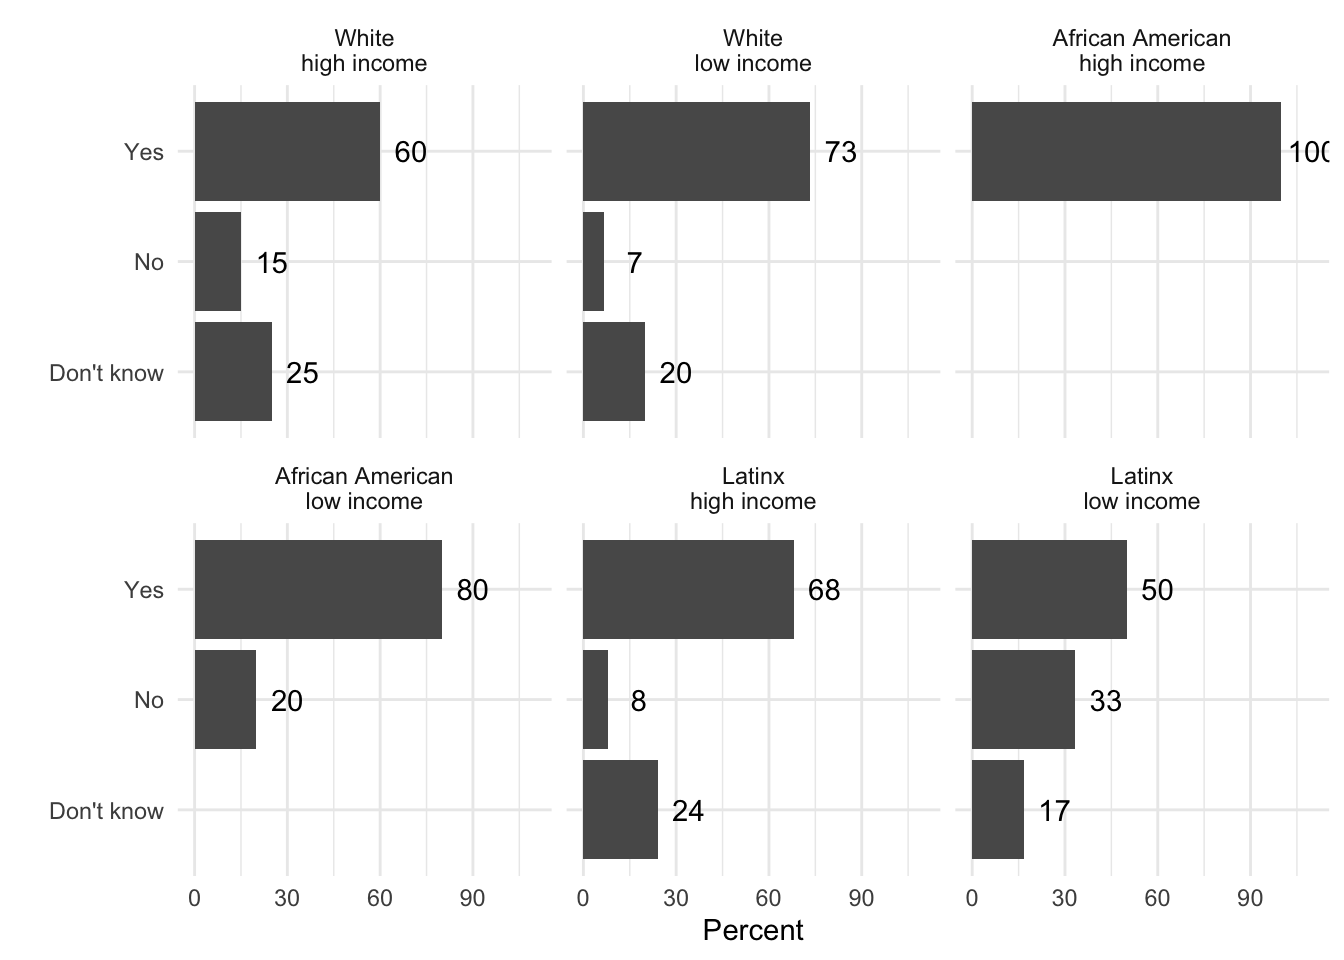 White
high income
White
low income
African American
high income
Yes
60
73
100
No
15
7
Don't know
25
20
African American
low income
Latinx
high income
Latinx
low income
Yes
80
68
50
No
20
8
33
Don't know
24
17
0
30
60
90
0
30
60
90
0
30
60
90
Percent